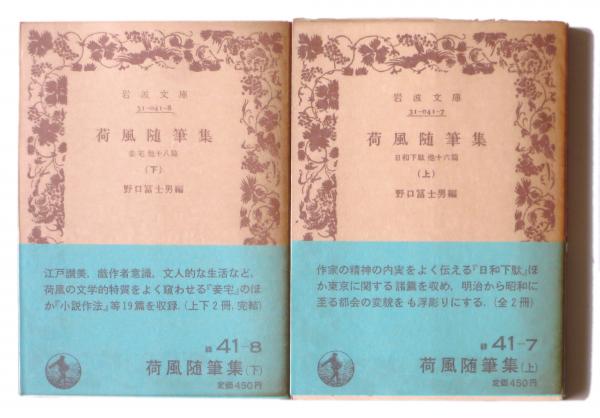 岩波文庫
31-041-8
荷風随筆集
妾宅 他十八篇
(下)
野口冨士男編
江戸讃美、戯作者意識、文人的な生活など、
荷風の文学的特質をよく窺わせる『妾宅』のほ
か『小説作法』等19篇を収録。(上下2冊、完結)
緑 41-8
荷風随筆集(下)
定価450円
岩波文庫
31-041-7
荷風随筆集
日和下駄 他十六篇
(上)
野口冨士男編
作家の精神の内実をよく伝える『日和下駄』ほ
か東京に関する諸篇を収め、明治から昭和に
至る都会の変貌をも浮彫りにする。(全2冊)
緑 41-7
荷風随筆集(上)
定価450円